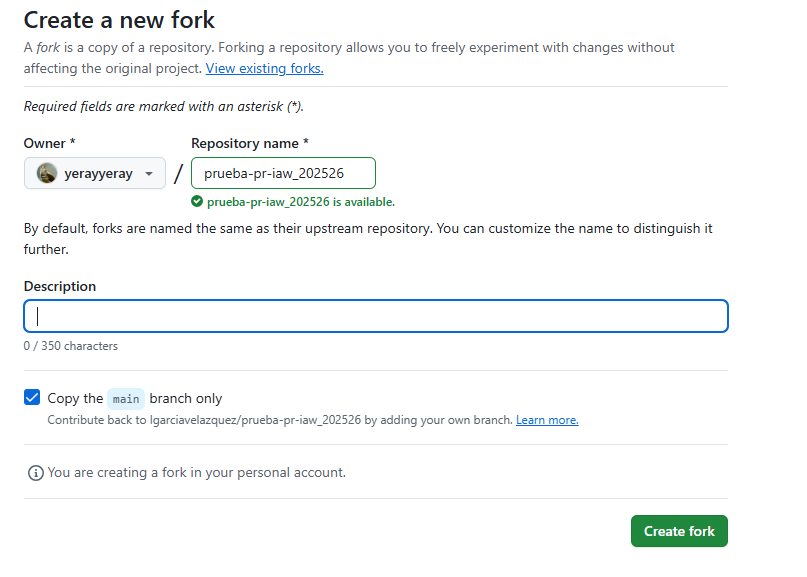 Create a new fork
A fork is a copy of a repository. Forking a repository allows you to freely experiment with changes without
affecting the original project. View existing forks.
Required fields are marked with an asterisk (*).
Owner *
Repository name *
yerayyeray / prueba-pr-iaw_202526
prueba-pr-iaw_202526 is available.
By default, forks are named the same as their upstream repository. You can customize the name to distinguish it
further.
Description
0 / 350 characters
Copy the main branch only
Contribute back to lgarciavelazquez/prueba-pr-iaw_202526 by adding your own branch. Learn more.
You are creating a fork in your personal account.
Create fork